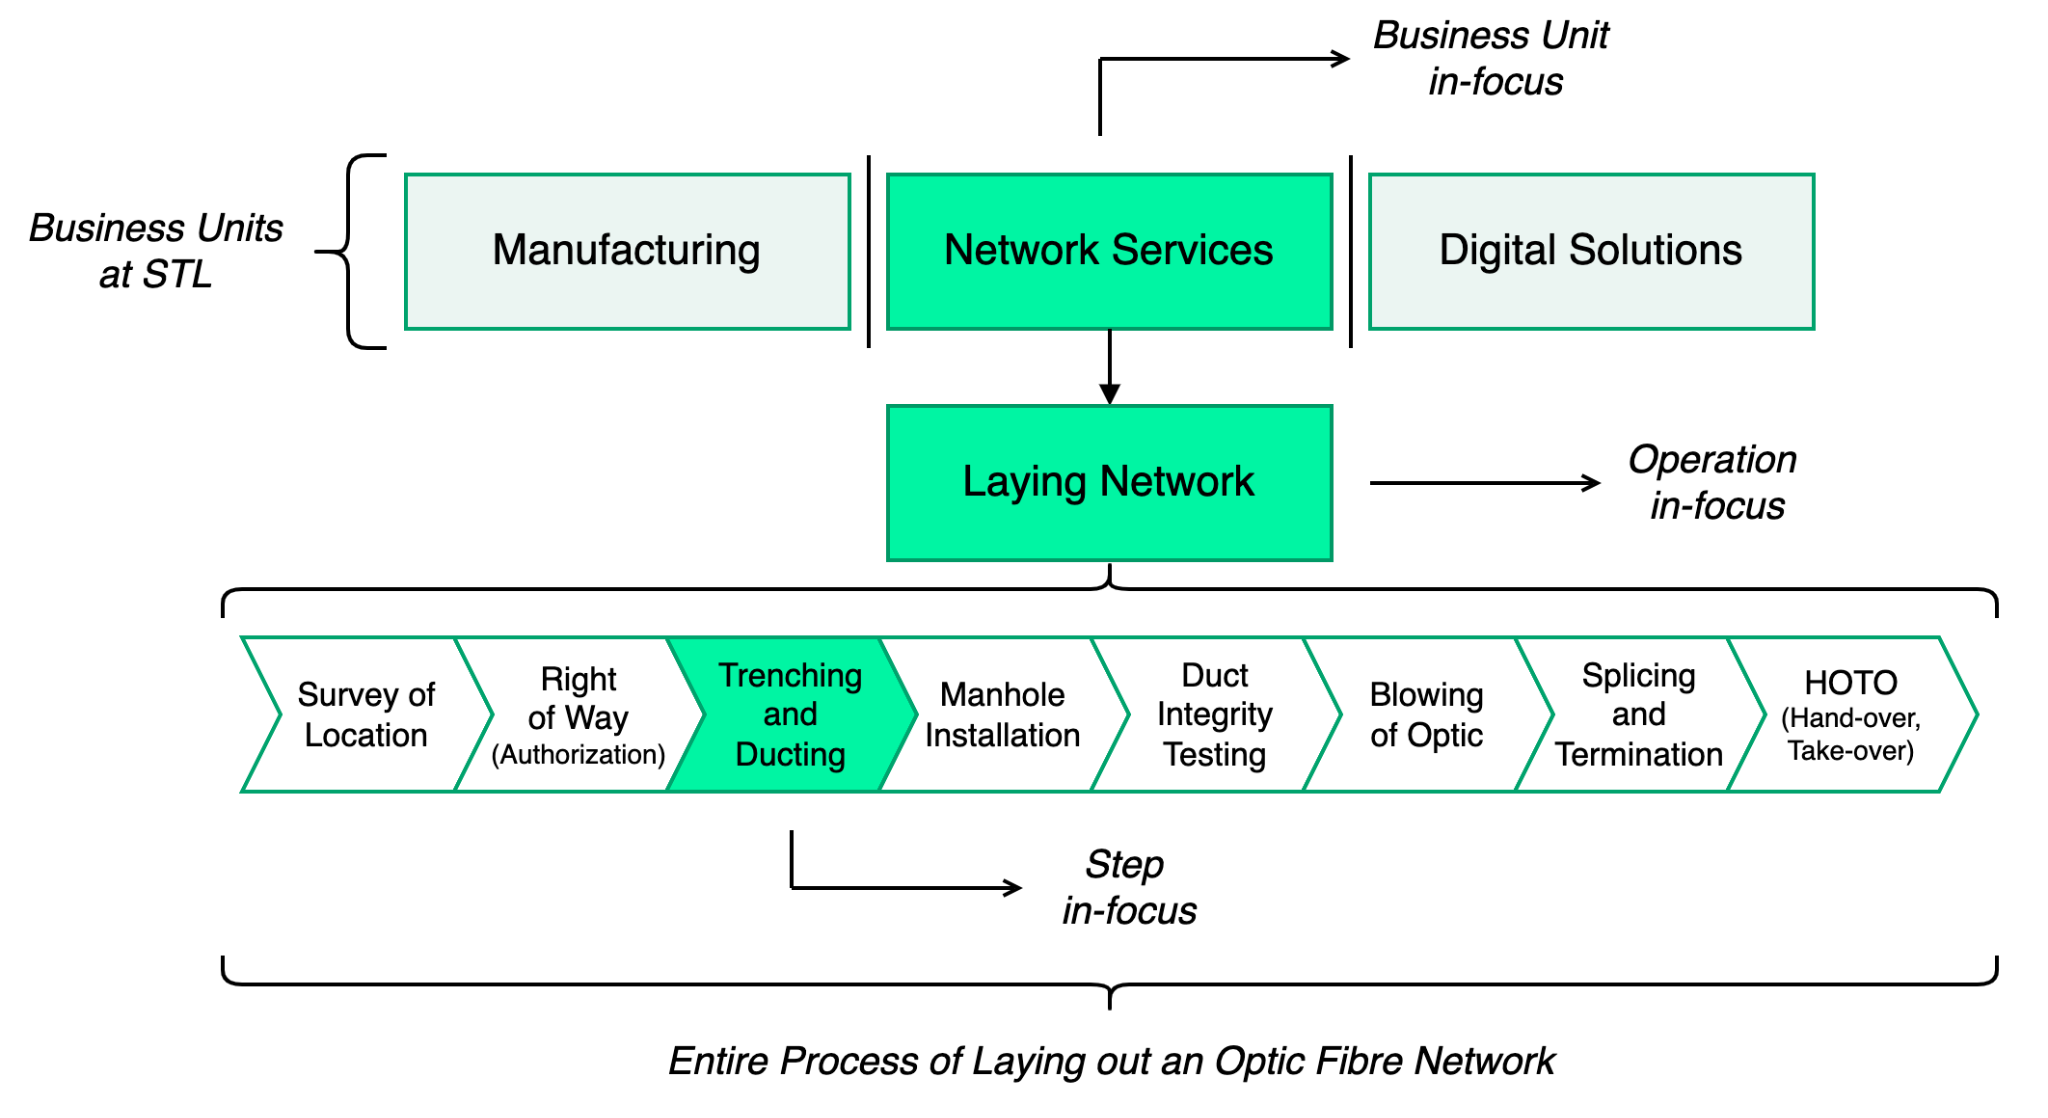 Business Unit
in-focus
Business Units
at STL
Manufacturing
Network Services
Digital Solutions
Laying Network
Operation
in-focus
Survey of
Location
Right
of Way
(Authorization)
Trenching
and
Ducting
Manhole
Installation
Duct
Integrity
Testing
Blowing
of Optic
Splicing
and
Termination
HOTO
(Hand-over,
Take-over)
Step
in-focus
Entire Process of Laying out an Optic Fibre Network